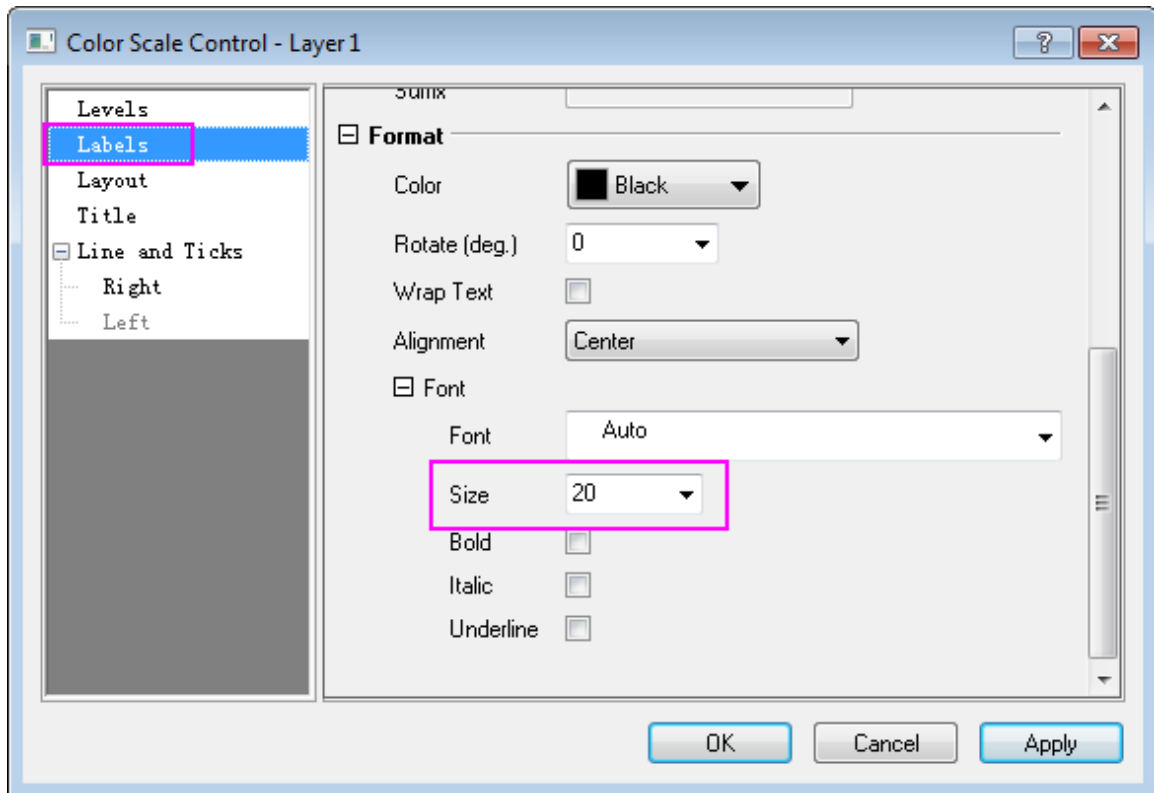 Color Scale Control - Layer 1
Levels
Labels
Layout
Title
Line and Ticks
Right
Left
Suffix
Format
Color Black
Rotate (deg.) 0
Wrap Text
Alignment Center
Font
Font Auto
Size 20
Bold
Italic
Underline
OK Cancel Apply